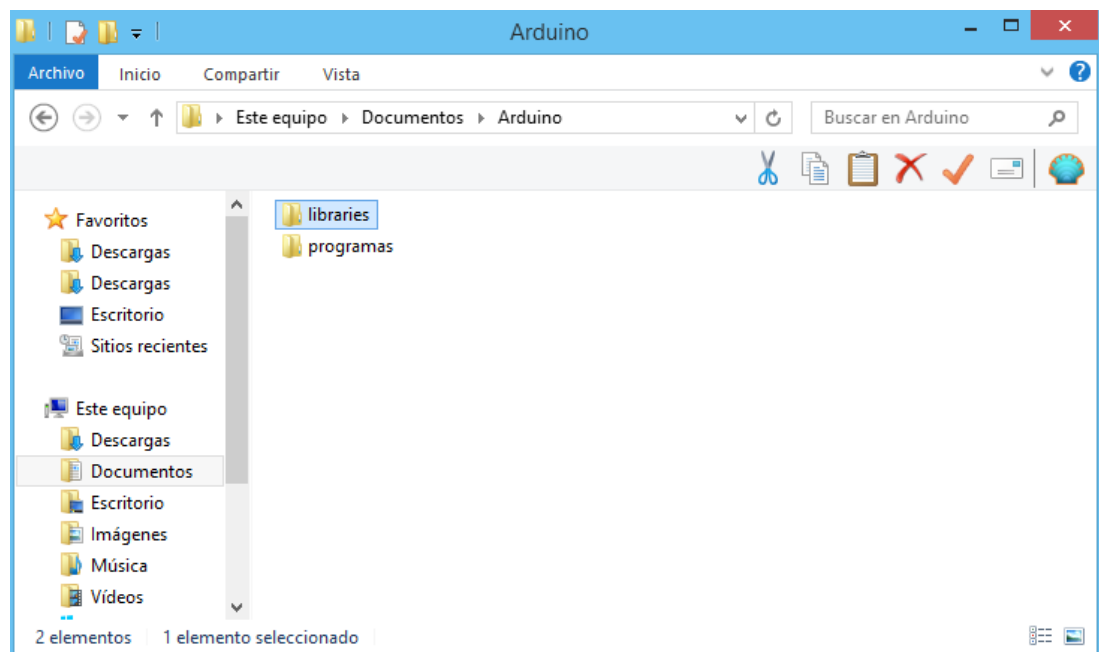 Arduino
Archivo Inicio Compartir Vista
Este equipo Documentos Arduino Buscar en Arduino
Favoritos
Descargas
Descargas
Escritorio
Sitios recientes
Este equipo
Descargas
Documentos
Escritorio
Imágenes
Música
Vídeos
libraries
programas
2 elementos 1 elemento seleccionado